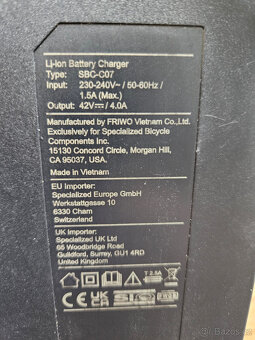 Li-Ion Battery Charger
Type: SBC-C07
Input: 230-240V~ / 50-60Hz /
1.5A (Max.)
Output: 42V⎓ / 4.0A
Manufactured by FRIWO Vietnam Co.,Ltd.
Exclusively for Specialized Bicycle
Components Inc.
15130 Concord Circle, Morgan Hill,
CA 95037, USA.
Made in Vietnam
EU Importer:
Specialized Europe GmbH
Werkstattgasse 10
6330 Cham
Switzerland
UK importer:
Specialized UK Ltd
65 Woodbridge Road
Guildford, Surrey, GU1 4RD
United Kingdom
T 2.5A
CE UKCA